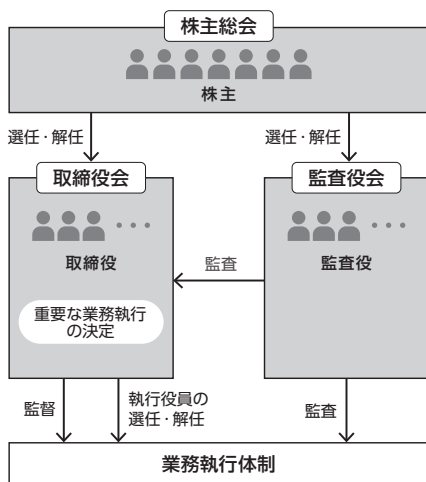 株主総会
株主
選任・解任
選任・解任
取締役会
監査役会
・・・
・・・
取締役
監査
監査役
重要な業務執行
の決定
監督
執行役員の
選任・解任
監査
業務執行体制